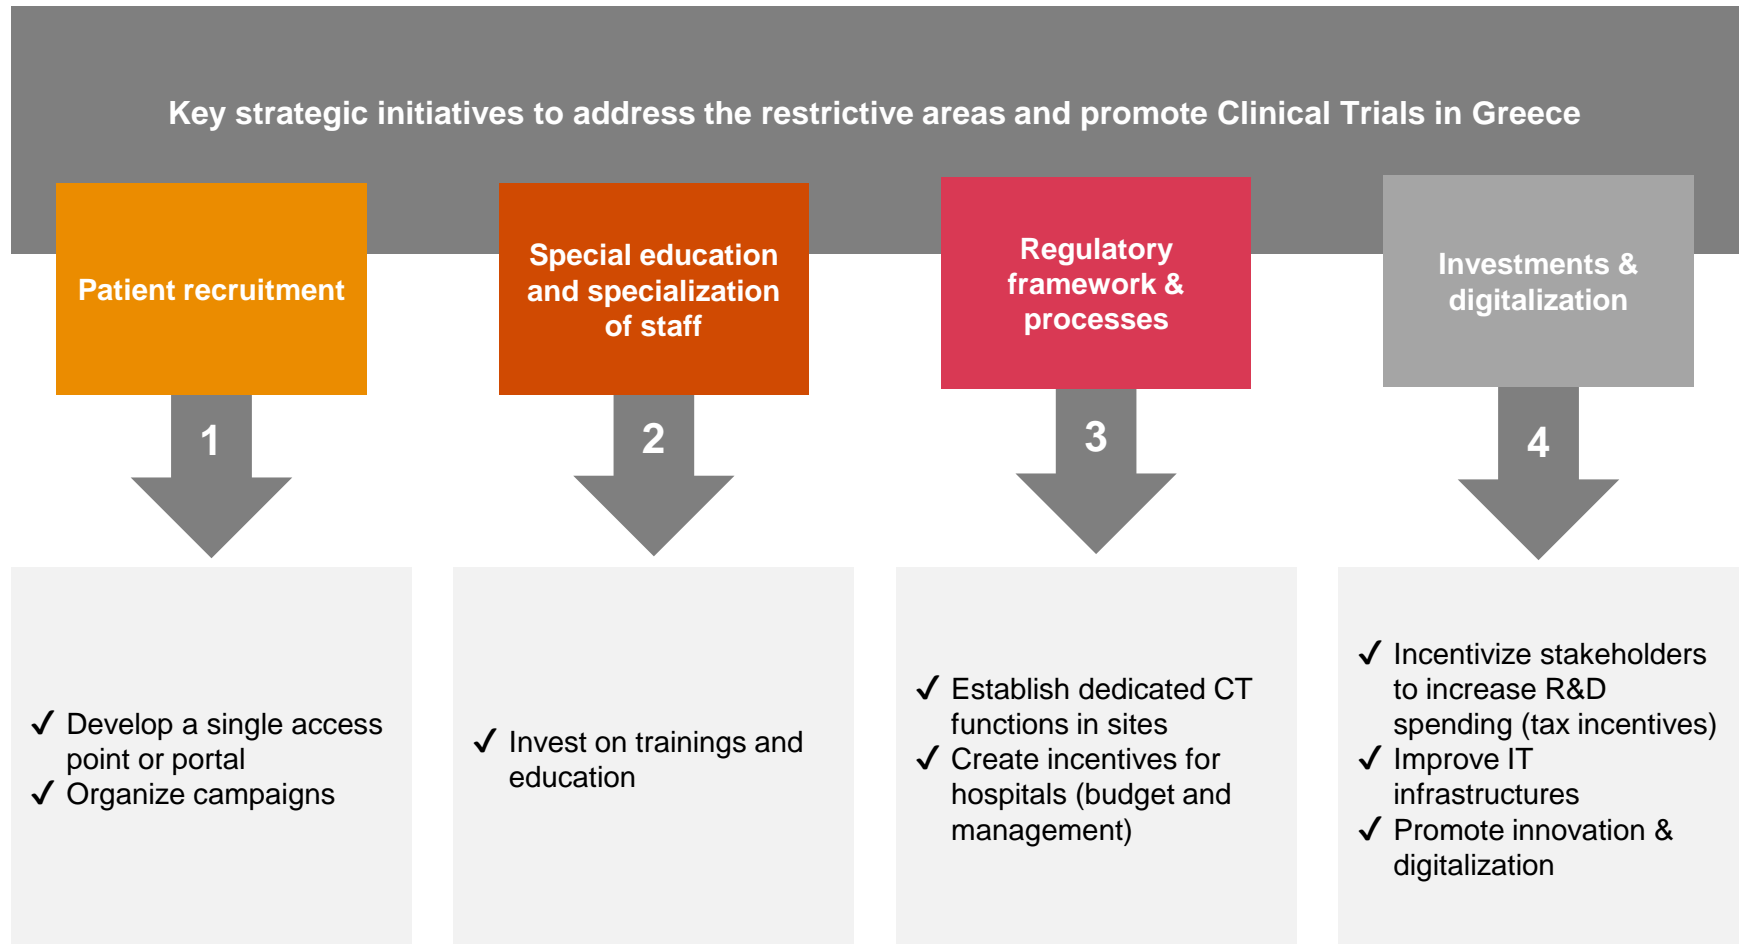 Key strategic initiatives to address the restrictive areas and promote Clinical Trials in Greece
Patient recruitment
1
✓ Develop a single access
point or portal
✓ Organize campaigns
Special education
and specialization
of staff
2
✓ Invest on trainings and
education
Regulatory
framework &
processes
3
✓ Establish dedicated CT
functions in sites
✓ Create incentives for
hospitals (budget and
management)
Investments &
digitalization
4
✓ Incentivize stakeholders
to increase R&D
spending (tax incentives)
✓ Improve IT
infrastructures
✓ Promote innovation &
digitalization